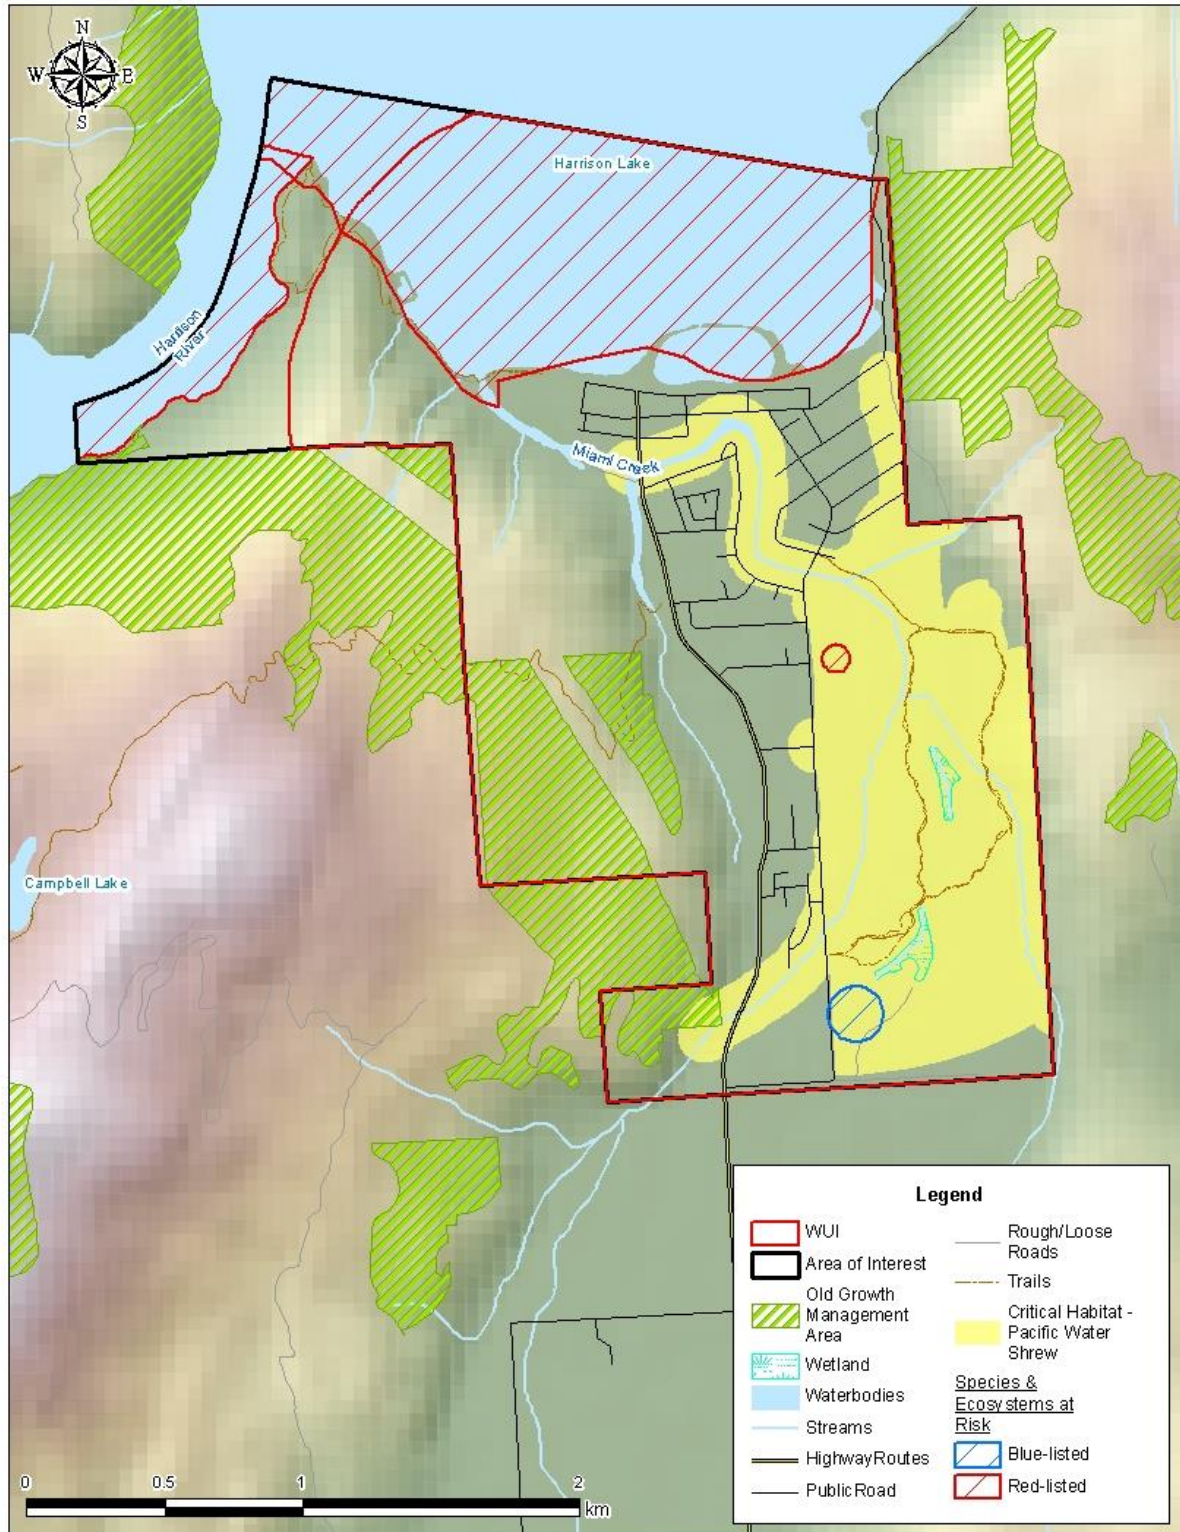 N
W E
S
Harrison Lake
Harrison
River
Miami Creek
Campbell Lake
Legend
WUI
Area of Interest
Old Growth
Management
Area
Wetland
Waterbodies
Streams
Highway Routes
Public Road
Rough/Loose
Roads
Trails
Critical Habitat -
Pacific Water
Shrew
Species &
Ecosystems at
Risk
Blue-listed
Red-listed
0 0.5 1 2
km